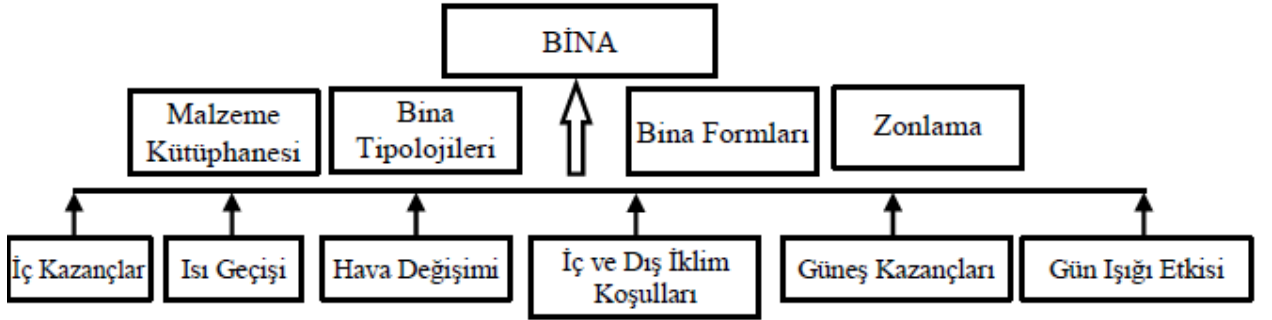 BİNA
Malzeme
Kütüphanesi
Bina
Tipolojileri
Bina Formları
Zonlama
İç Kazançlar
Isı Geçişi
Hava Değişimi
İç ve Dış İklim
Koşulları
Güneş Kazançları
Gün Işığı Etkisi